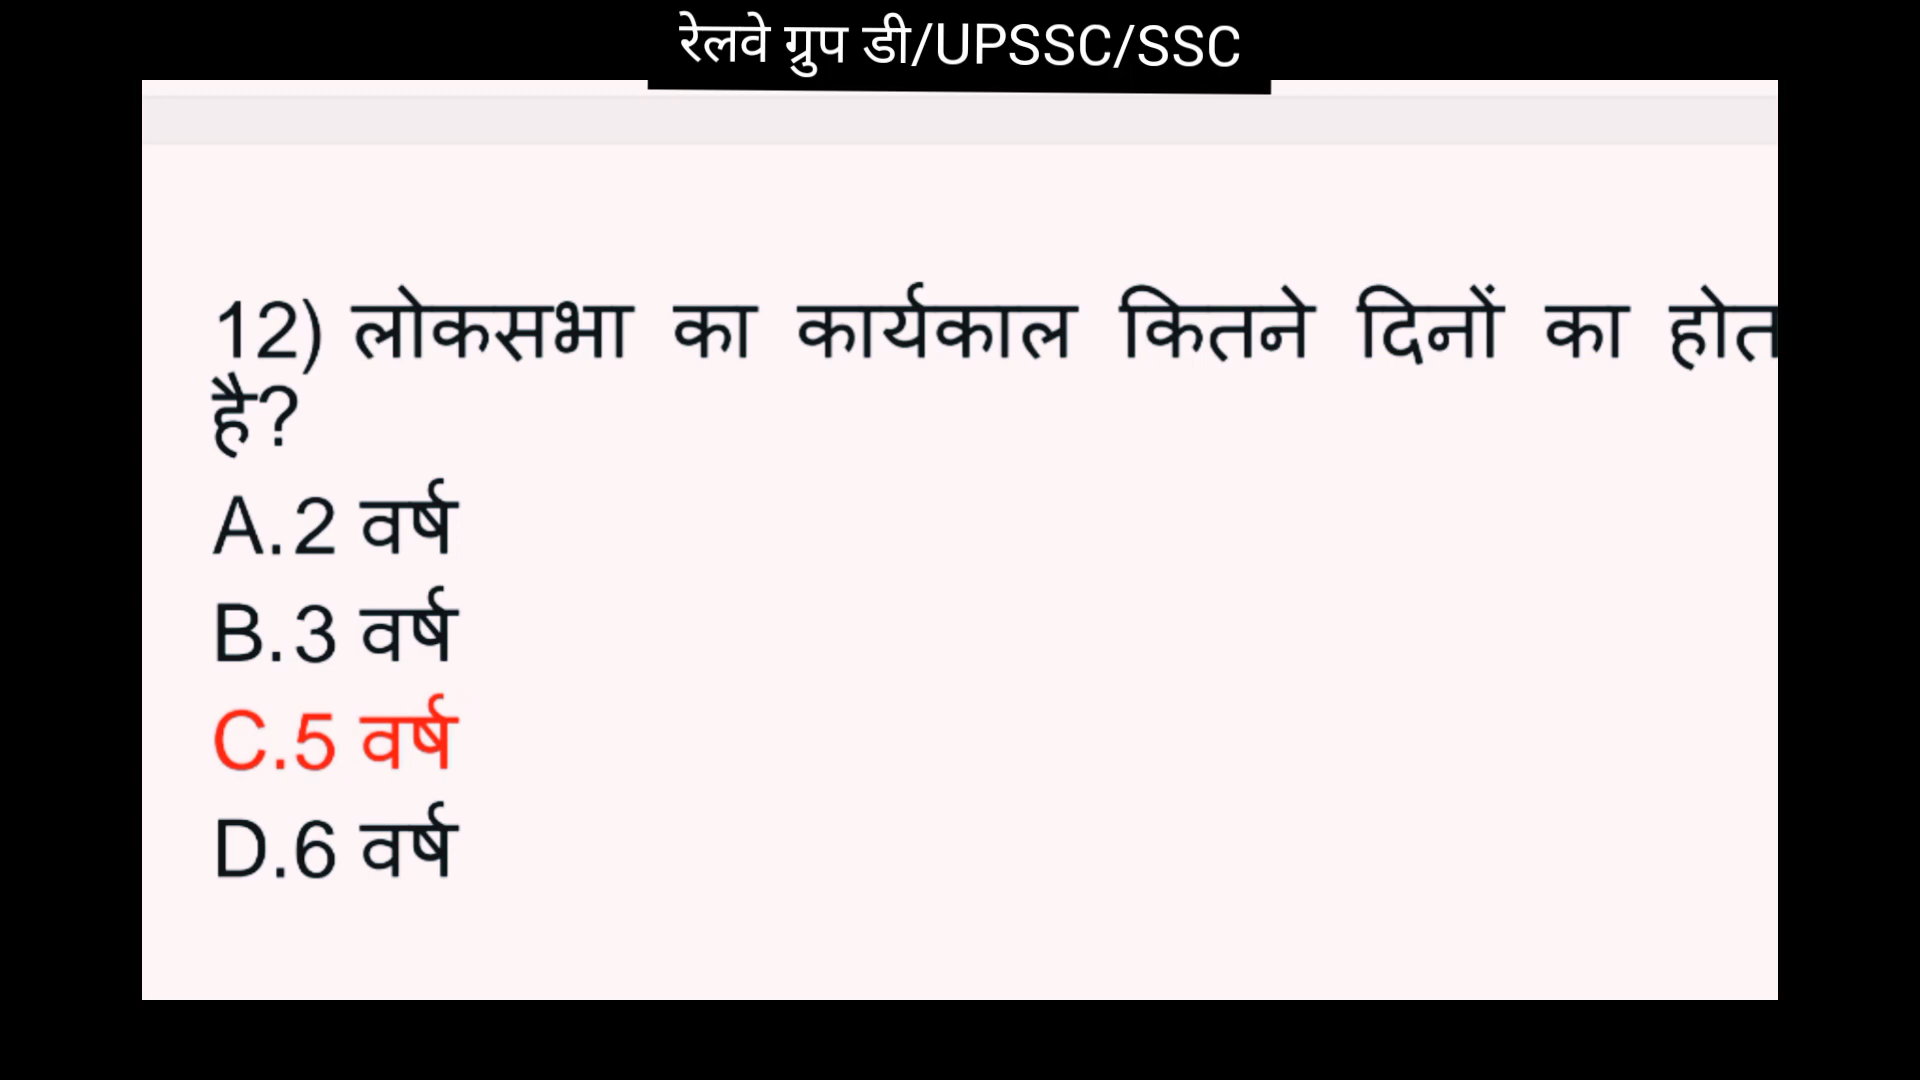 रेलवे ग्रुप डी/UPSSC/SSC
12) लोकसभा का कार्यकाल कितने दिनों का होत
है?
A.2 वर्ष
B.3 वर्ष
C.5 वर्ष
D.6 वर्ष